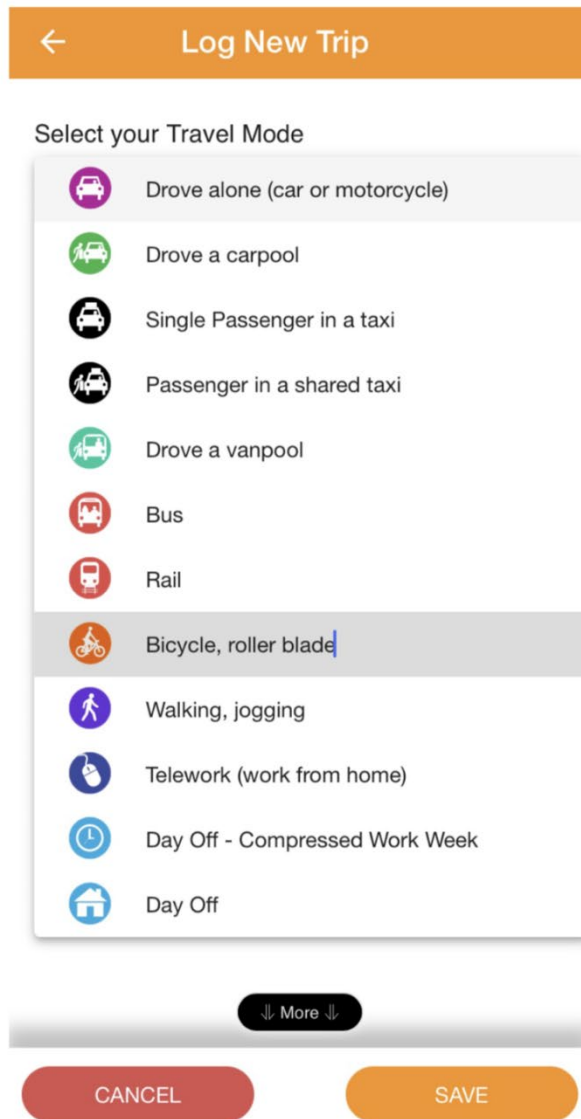 Log New Trip
Select your Travel Mode
Drove alone (car or motorcycle)
Drove a carpool
Single Passenger in a taxi
Passenger in a shared taxi
Drove a vanpool
Bus
Rail
Bicycle, roller blade
Walking, jogging
Telework (work from home)
Day Off - Compressed Work Week
Day Off
⇓ More ⇓
CANCEL SAVE